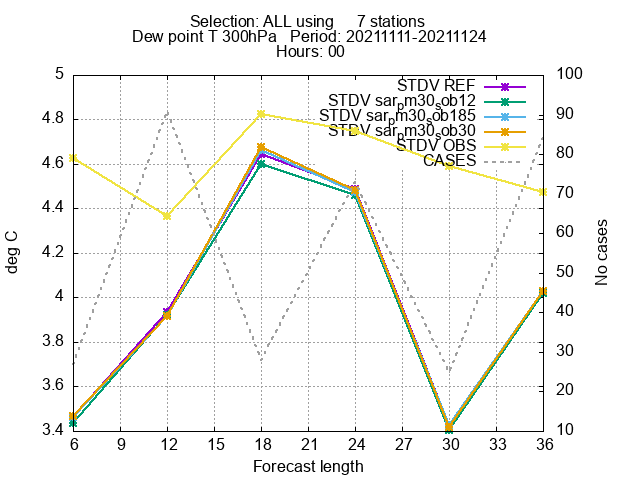 Selection: ALL using 7 stations
Dew point T 300hPa Period: 20211111-20211124
Hours: 00
STDV REF
STDV sarpm30sob12
STDV sarpm30sob185
STDV sarpm30sob30
STDV OBS
CASES
deg C
No cases
5
4.8
4.6
4.4
4.2
4
3.8
3.6
3.4
100
90
80
70
60
50
40
30
20
10
6 9 12 15 18 21 24 27 30 33 36
Forecast length